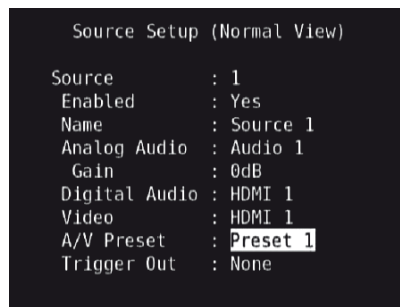 Source Setup (Normal View)
Source : 1
Enabled : Yes
Name : Source 1
Analog Audio : Audio 1
Gain : 0dB
Digital Audio : HDMI 1
Video : HDMI 1
A/V Preset : Preset 1
Trigger Out : None